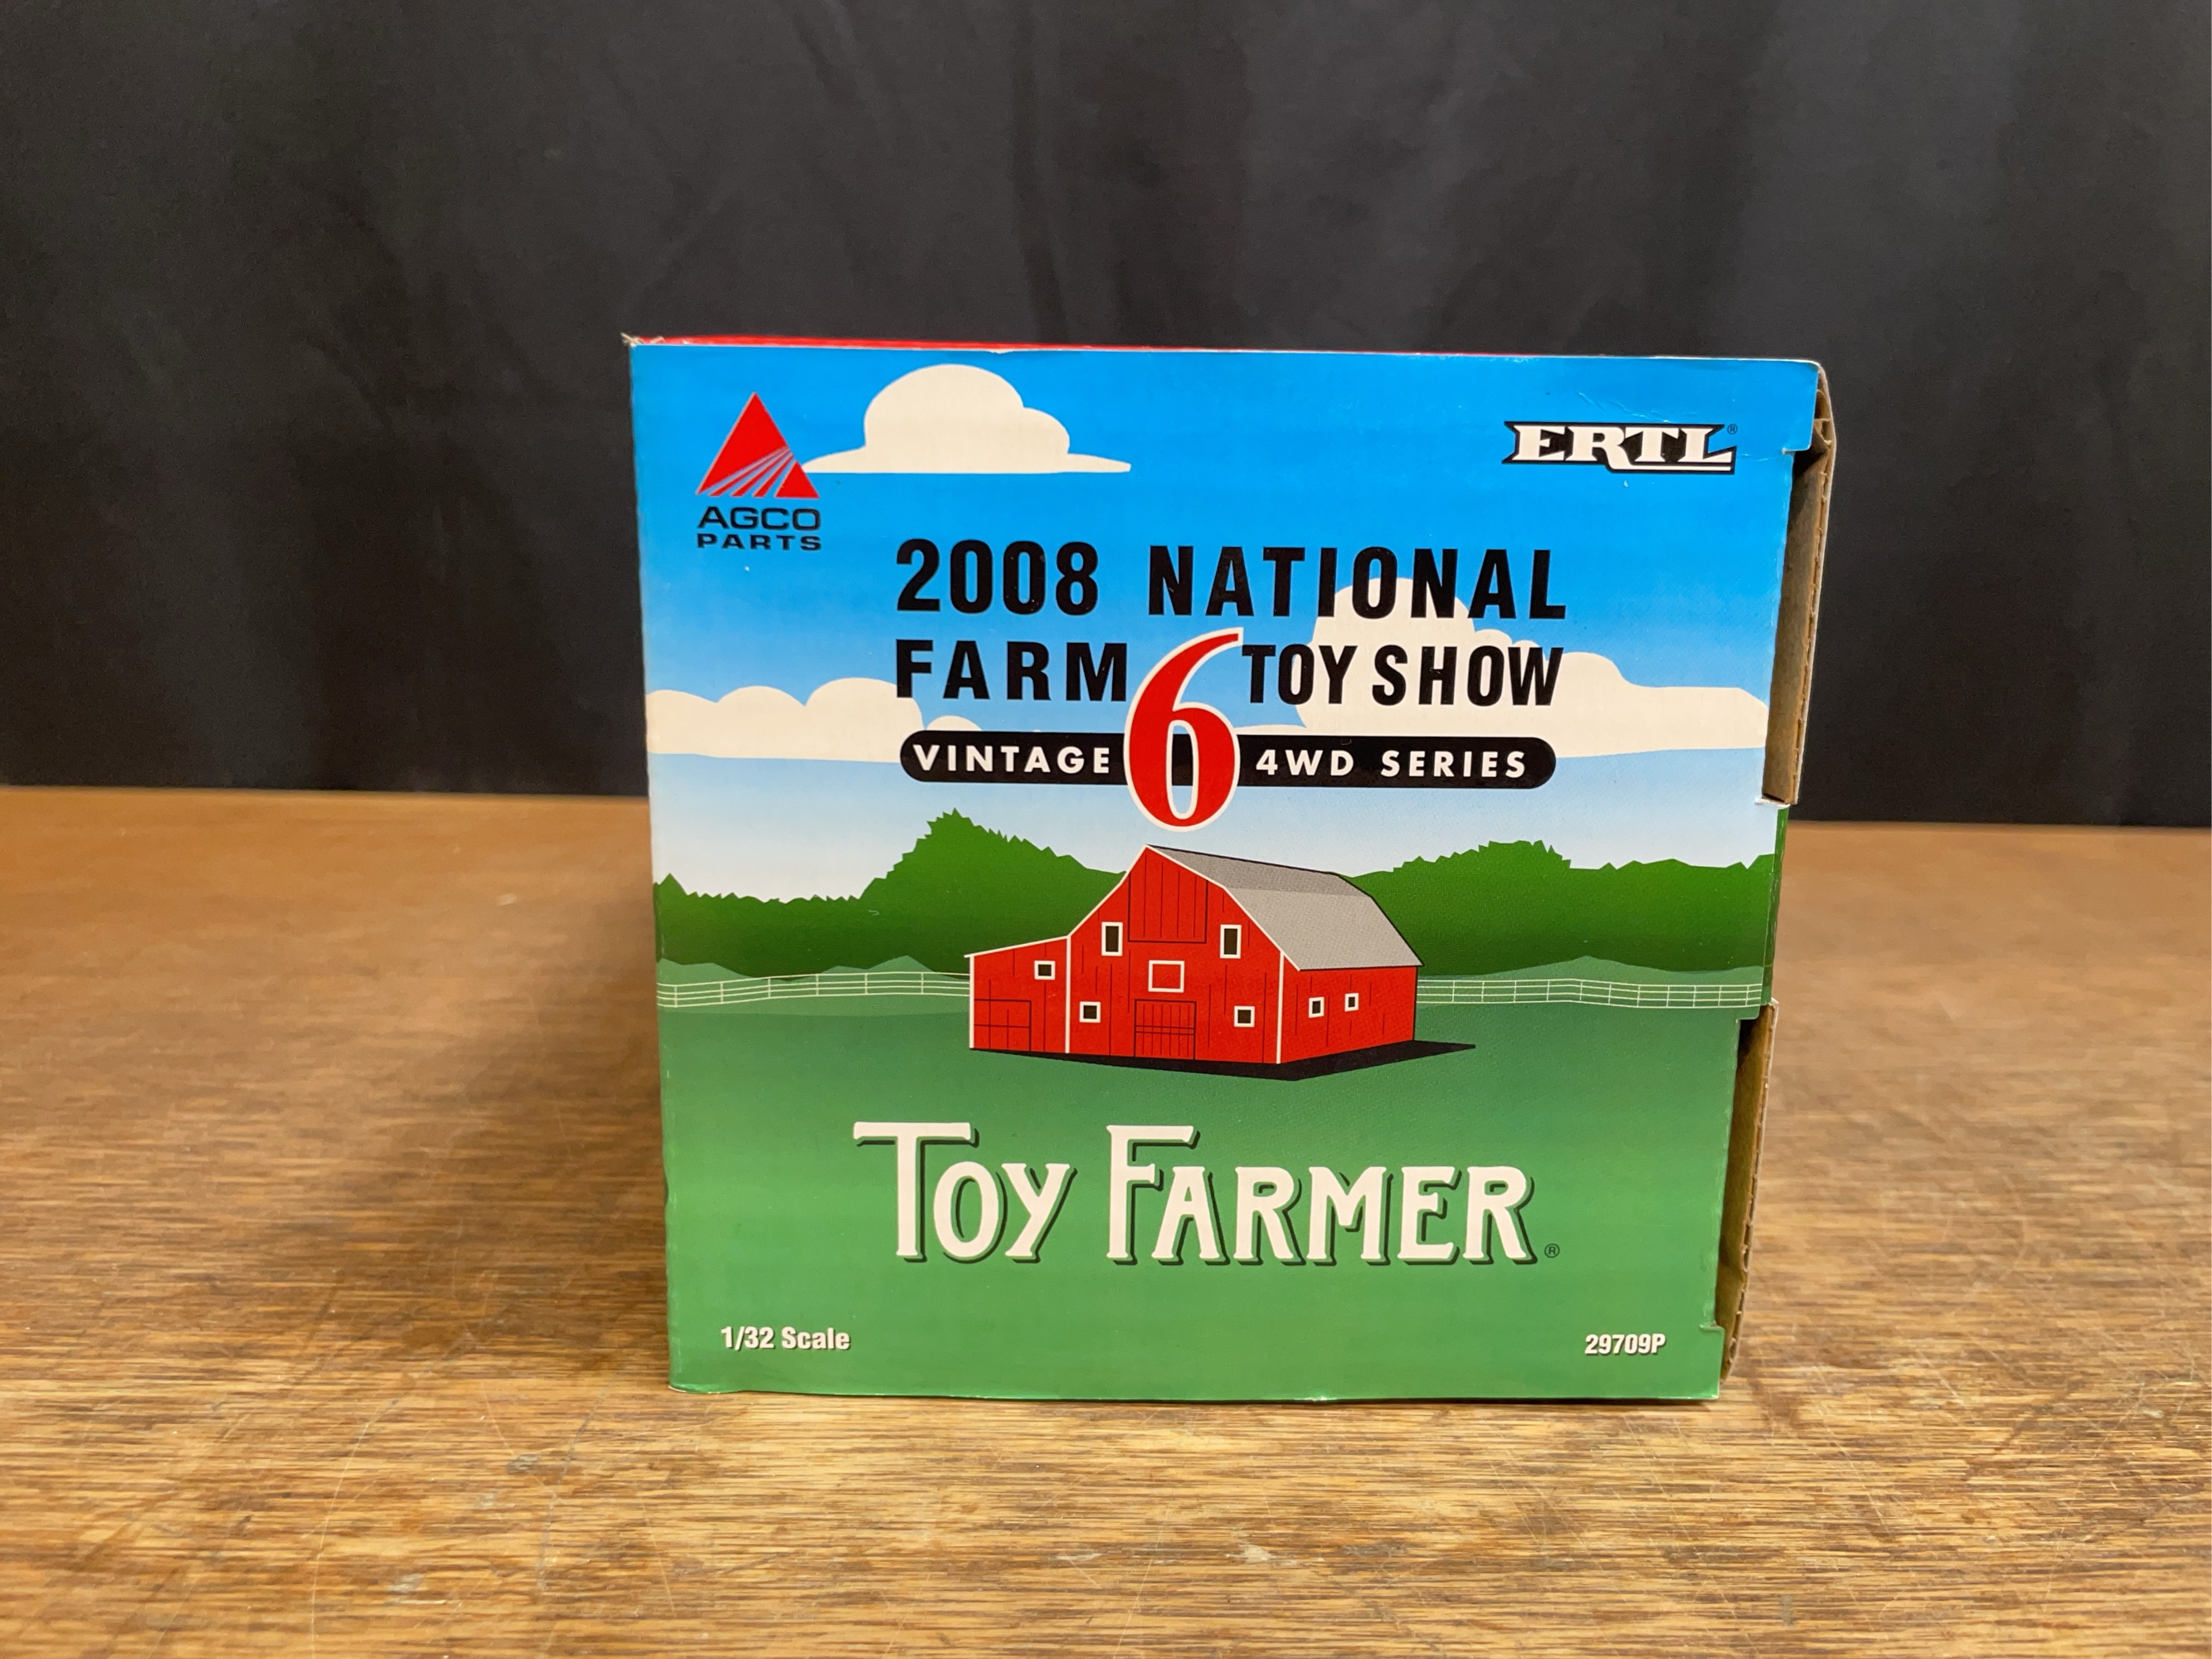 AGCO
PARTS
ERTL®
2008 NATIONAL
FARM TOY SHOW
VINTAGE 6 4WD SERIES
TOY FARMER®
1/32 Scale
29709P